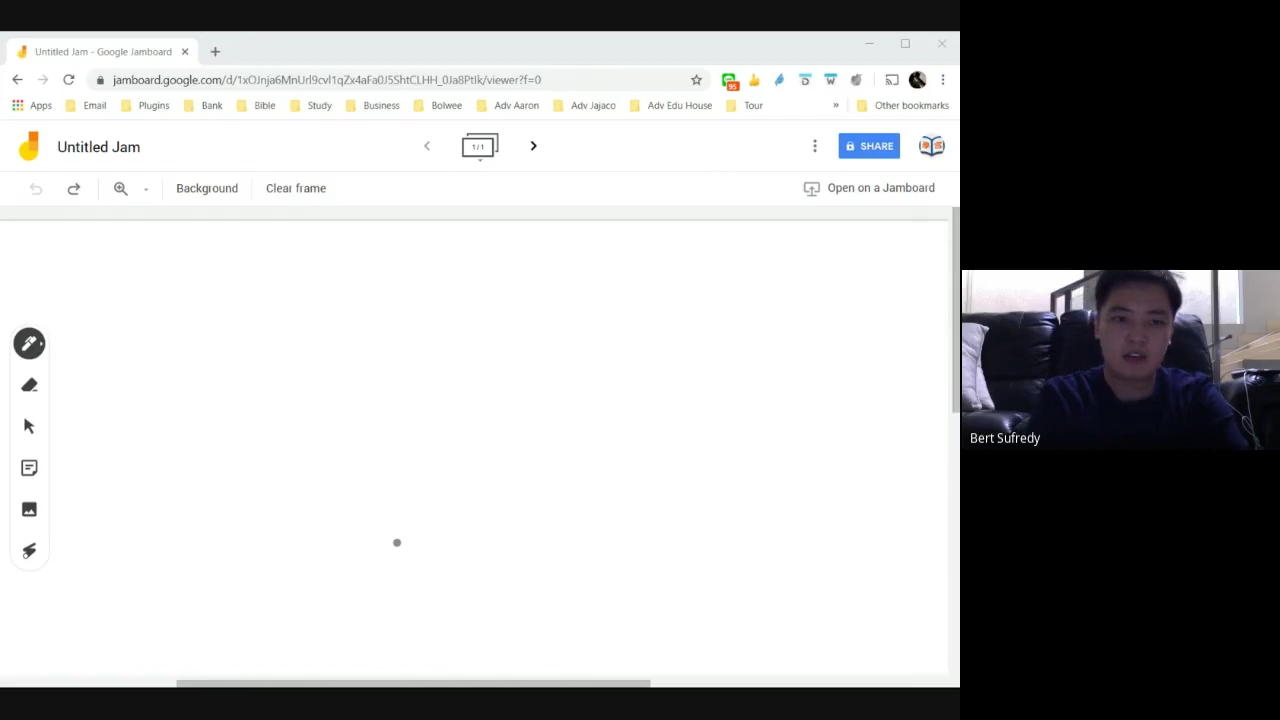 Untitled Jam - Google Jamboard
jamboard.google.com/d/1xOJnja6MnUrl9cvl1qZx4aFa0J5ShtCLHH_0Ja8PtIk/viewer?f=0
95
Apps Email Plugins Bank Bible Study Business Bolwee Adv Aaron Adv Jajaco Adv Edu House Tour » Other bookmarks
Untitled Jam
1/1
SHARE
Background Clear frame
Open on a Jamboard
Bert Sufredy